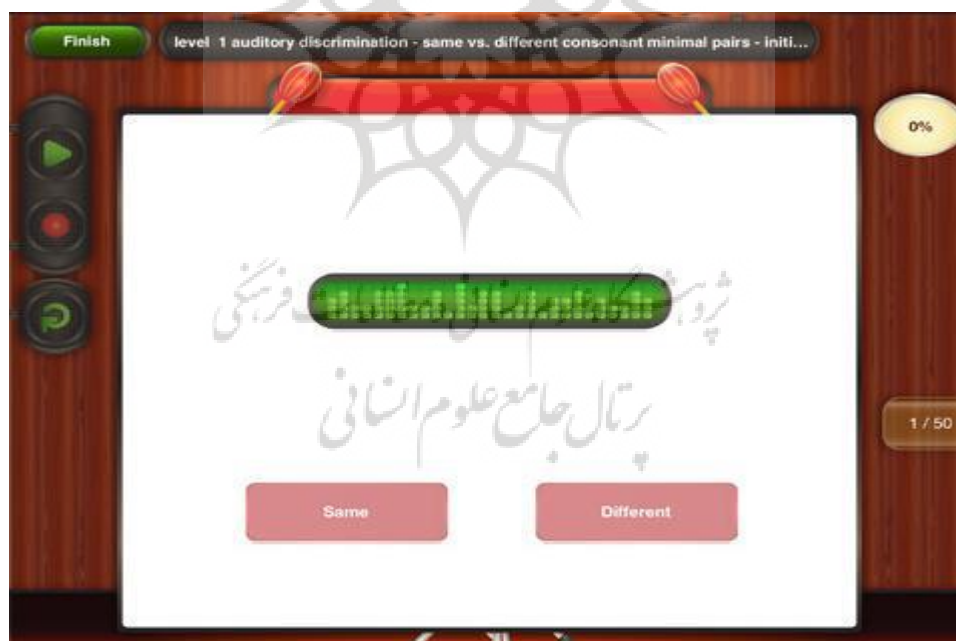 Finish
level 1 auditory discrimination - same vs. different consonant minimal pairs - initi...
0%
پژوهشگاه علوم انسانی و مطالعات فرهنگی
پرتال جامع علوم انسانی
1 / 50
Same
Different